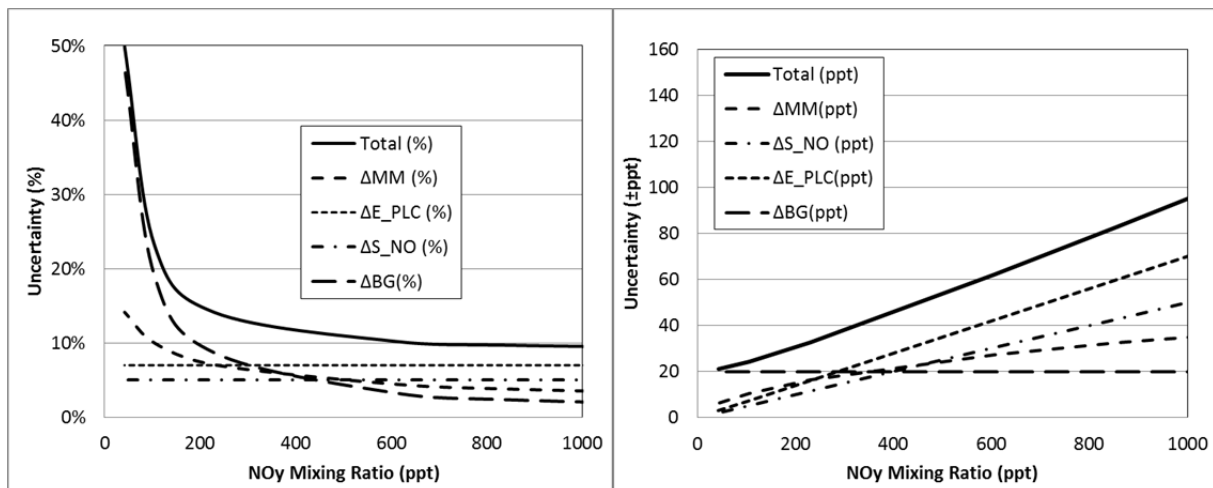 50%
40%
30%
20%
10%
0%
Uncertainty (%)
Total (%)
ΔMM (%)
ΔE_PLC (%)
ΔS_NO (%)
ΔBG(%)
0 200 400 600 800 1000
NOy Mixing Ratio (ppt)
160
140
120
100
80
60
40
20
0
Uncertainty (±ppt)
Total (ppt)
ΔMM(ppt)
ΔS_NO (ppt)
ΔE_PLC(ppt)
ΔBG(ppt)
0 200 400 600 800 1000
NOy Mixing Ratio (ppt)